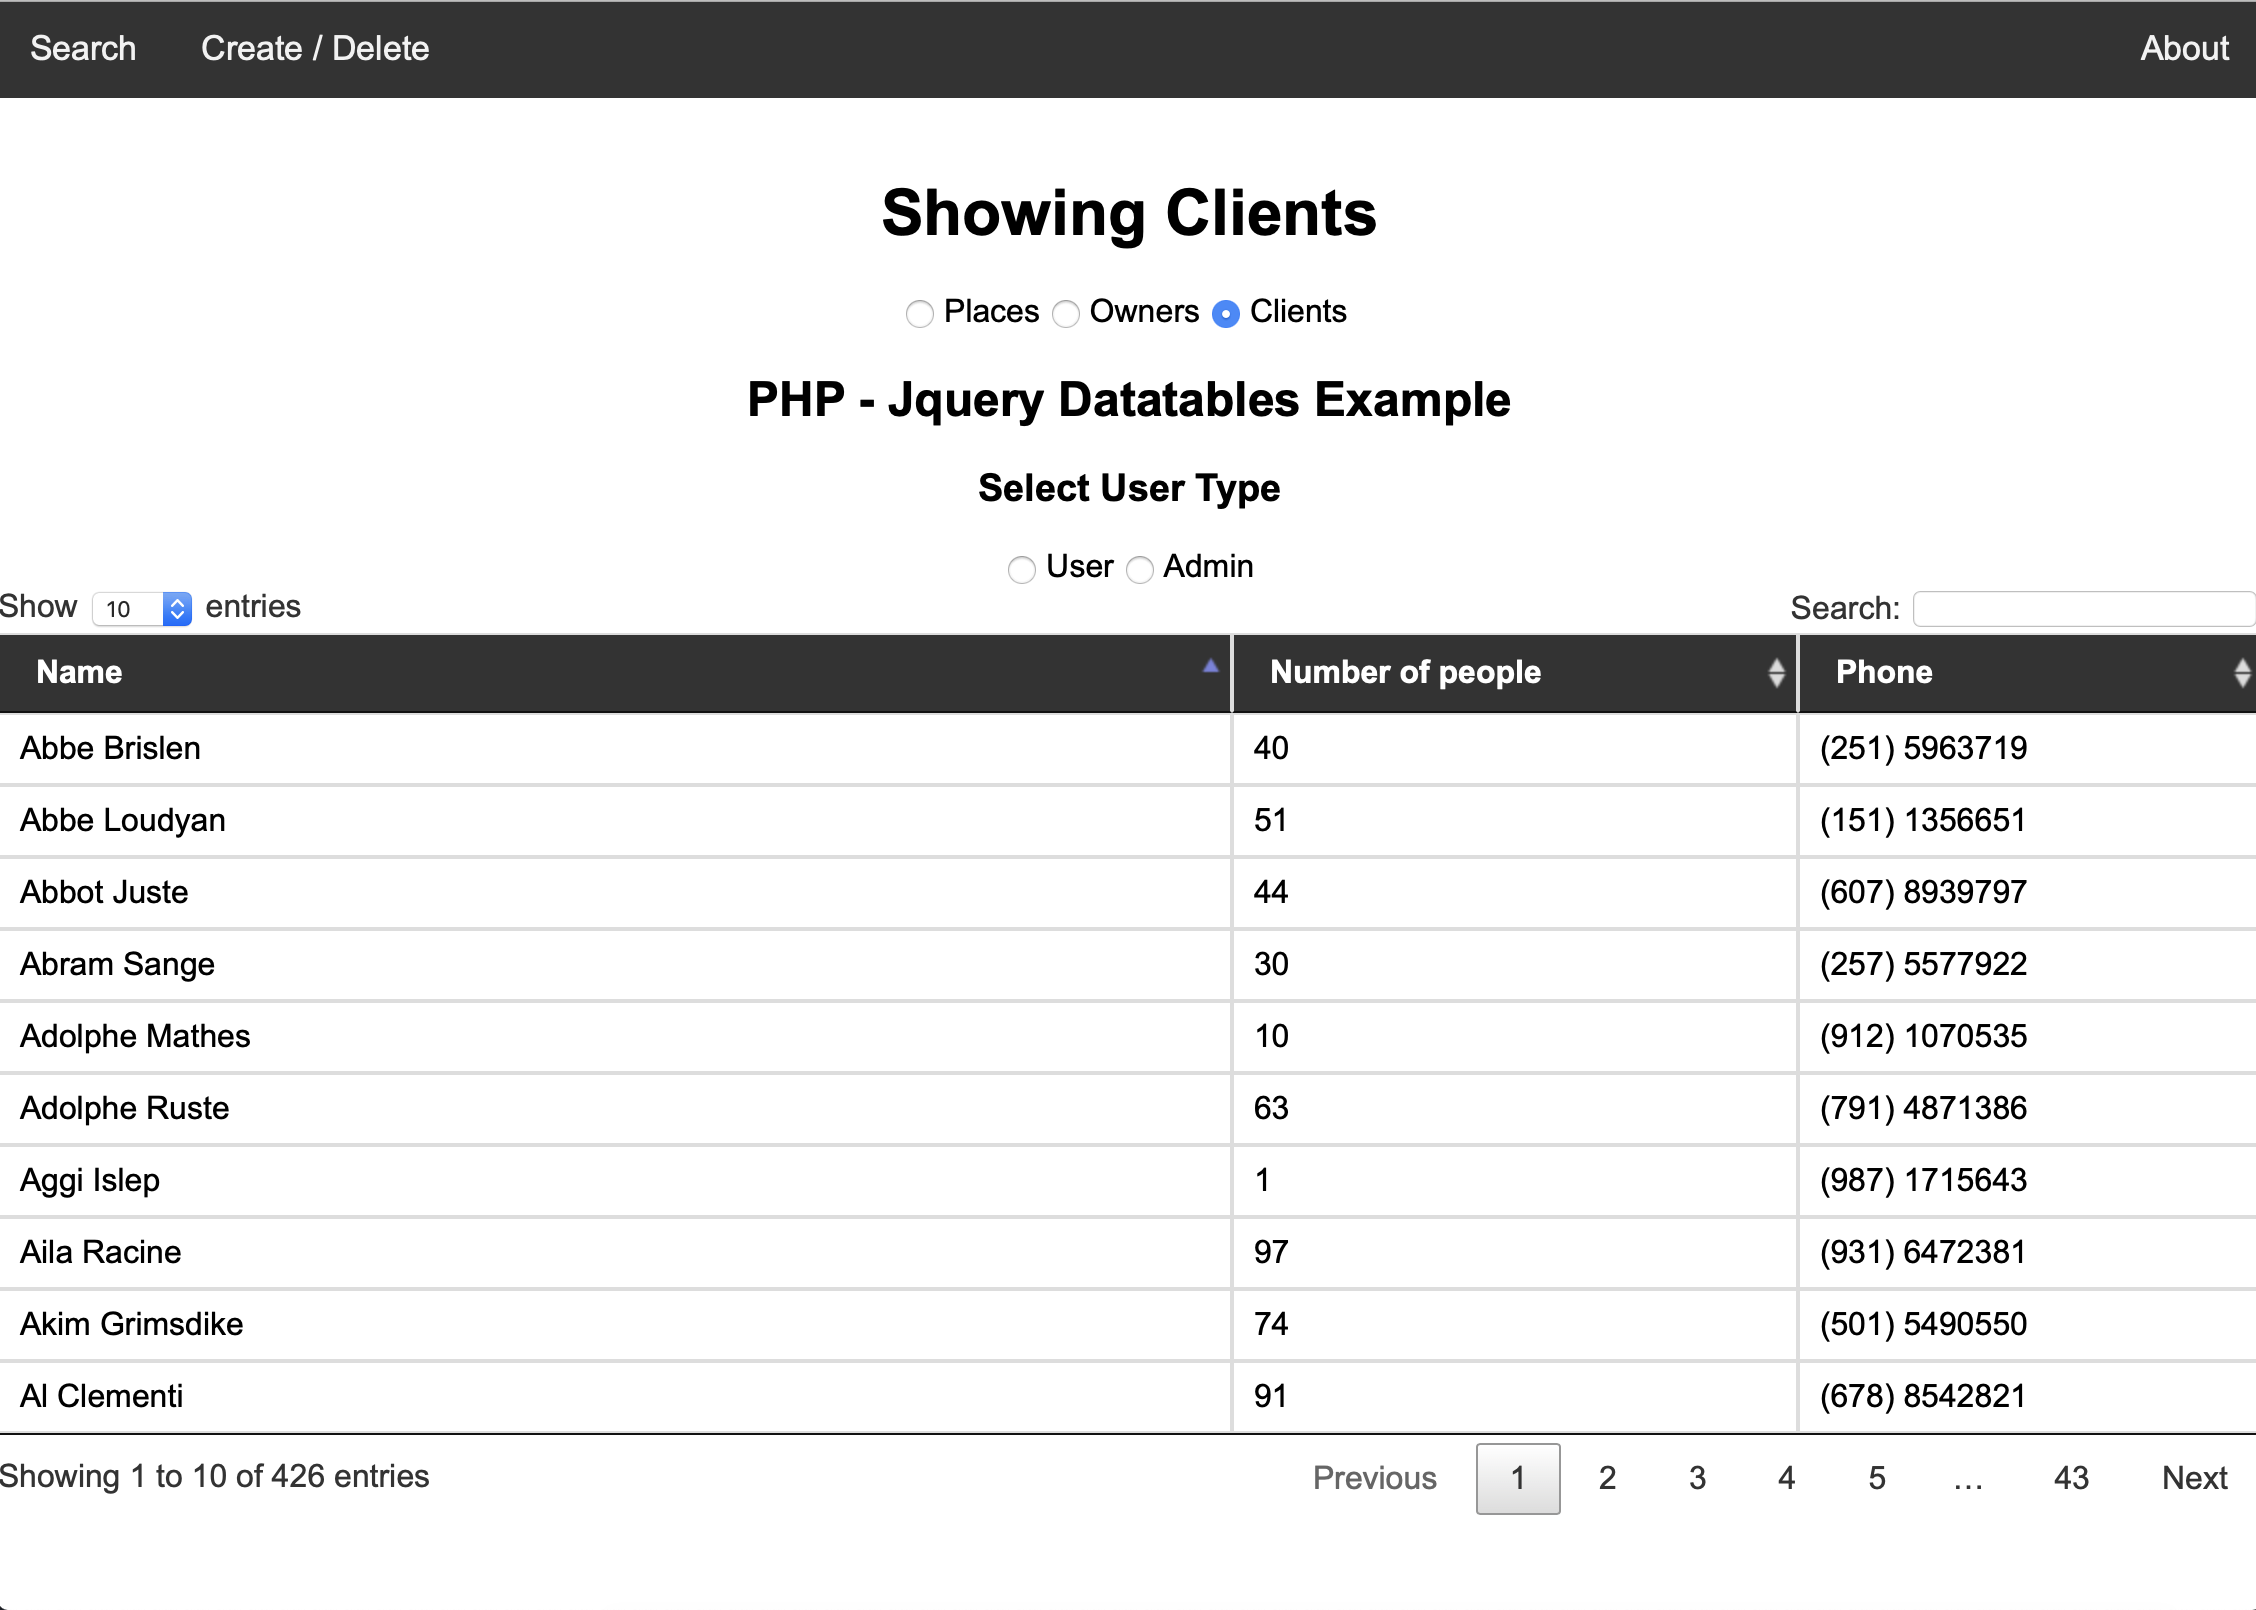 Search Create / Delete About
Showing Clients
Places Owners Clients
PHP - Jquery Datatables Example
Select User Type
User Admin
Show 10 entries Search:
Name Number of people Phone
Abbe Brislen 40 (251) 5963719
Abbe Loudyan 51 (151) 1356651
Abbot Juste 44 (607) 8939797
Abram Sange 30 (257) 5577922
Adolphe Mathes 10 (912) 1070535
Adolphe Ruste 63 (791) 4871386
Aggi Islep 1 (987) 1715643
Aila Racine 97 (931) 6472381
Akim Grimsdike 74 (501) 5490550
Al Clementi 91 (678) 8542821
Showing 1 to 10 of 426 entries Previous 1 2 3 4 5 … 43 Next